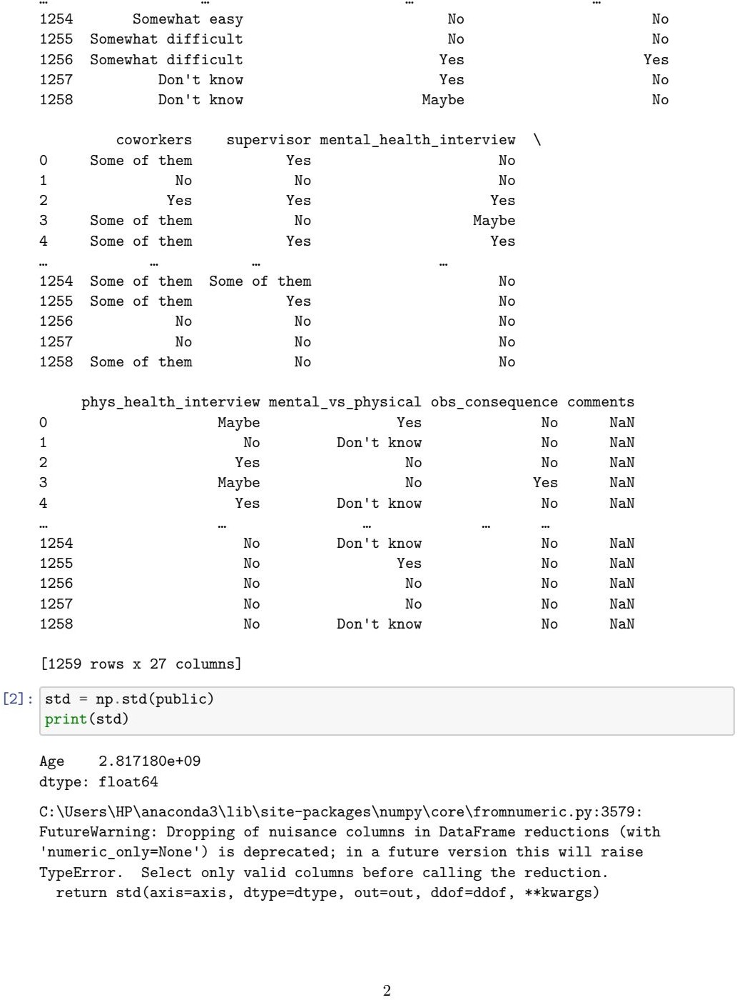 … … … …
1254 Somewhat easy No No
1255 Somewhat difficult No No
1256 Somewhat difficult Yes Yes
1257 Don't know Yes No
1258 Don't know Maybe No
coworkers supervisor mental_health_interview \
0 Some of them Yes No
1 No No No
2 Yes Yes Yes
3 Some of them No Maybe
4 Some of them Yes Yes
… … … …
1254 Some of them Some of them No
1255 Some of them Yes No
1256 No No No
1257 No No No
1258 Some of them No No
phys_health_interview mental_vs_physical obs_consequence comments
0 Maybe Yes No NaN
1 No Don't know No NaN
2 Yes No No NaN
3 Maybe No Yes NaN
4 Yes Don't know No NaN
… … … … …
1254 No Don't know No NaN
1255 No Yes No NaN
1256 No No No NaN
1257 No No No NaN
1258 No Don't know No NaN
[1259 rows x 27 columns]
[2]: std = np.std(public)
print(std)
Age 2.817180e+09
dtype: float64
C:\Users\HP\anaconda3\lib\site-packages\numpy\core\fromnumeric.py:3579:
FutureWarning: Dropping of nuisance columns in DataFrame reductions (with
'numeric_only=None') is deprecated; in a future version this will raise
TypeError.  Select only valid columns before calling the reduction.
return std(axis=axis, dtype=dtype, out=out, ddof=ddof, **kwargs)
2